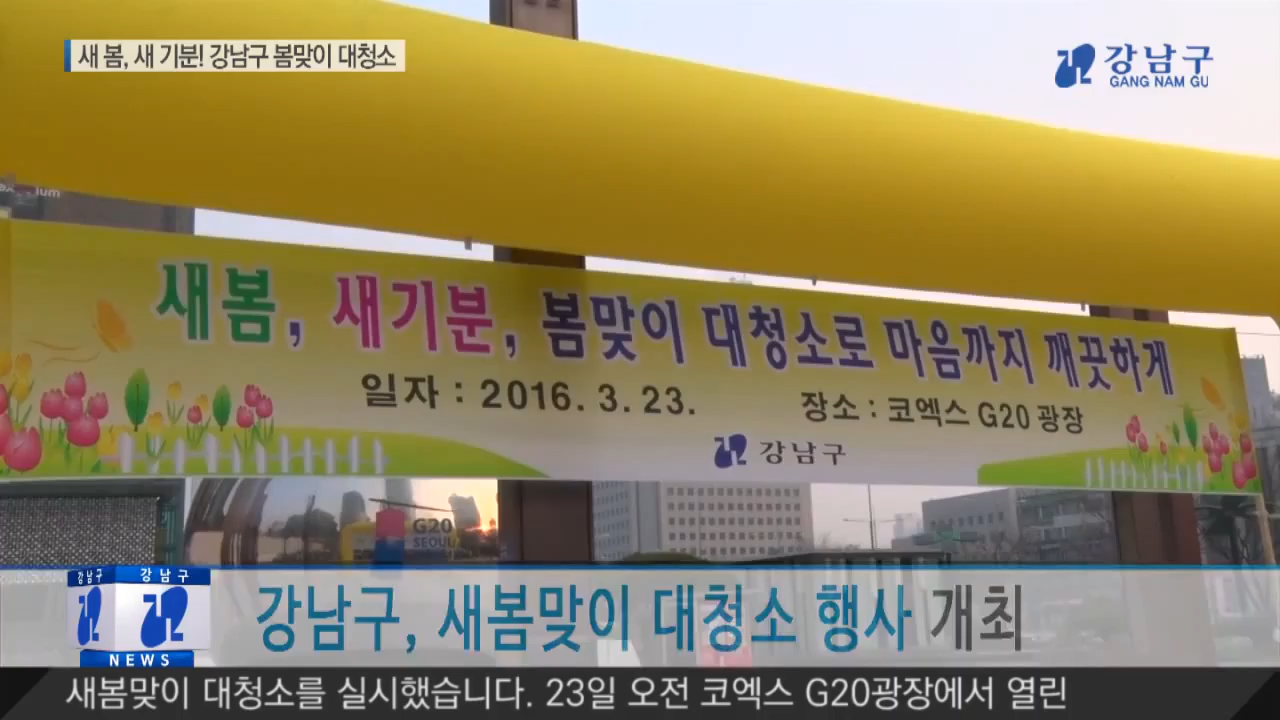 새 봄, 새 기분! 강남구 봄맞이 대청소
강남구
GANG NAM GU
새봄, 새기분, 봄맞이 대청소로 마음까지 깨끗하게
일자 : 2016. 3. 23.
장소 : 코엑스 G20 광장
강남구
G20
SEOUL
강남구
강남구
NEWS
강남구, 새봄맞이 대청소 행사 개최
새봄맞이 대청소를 실시했습니다. 23일 오전 코엑스 G20광장에서 열린